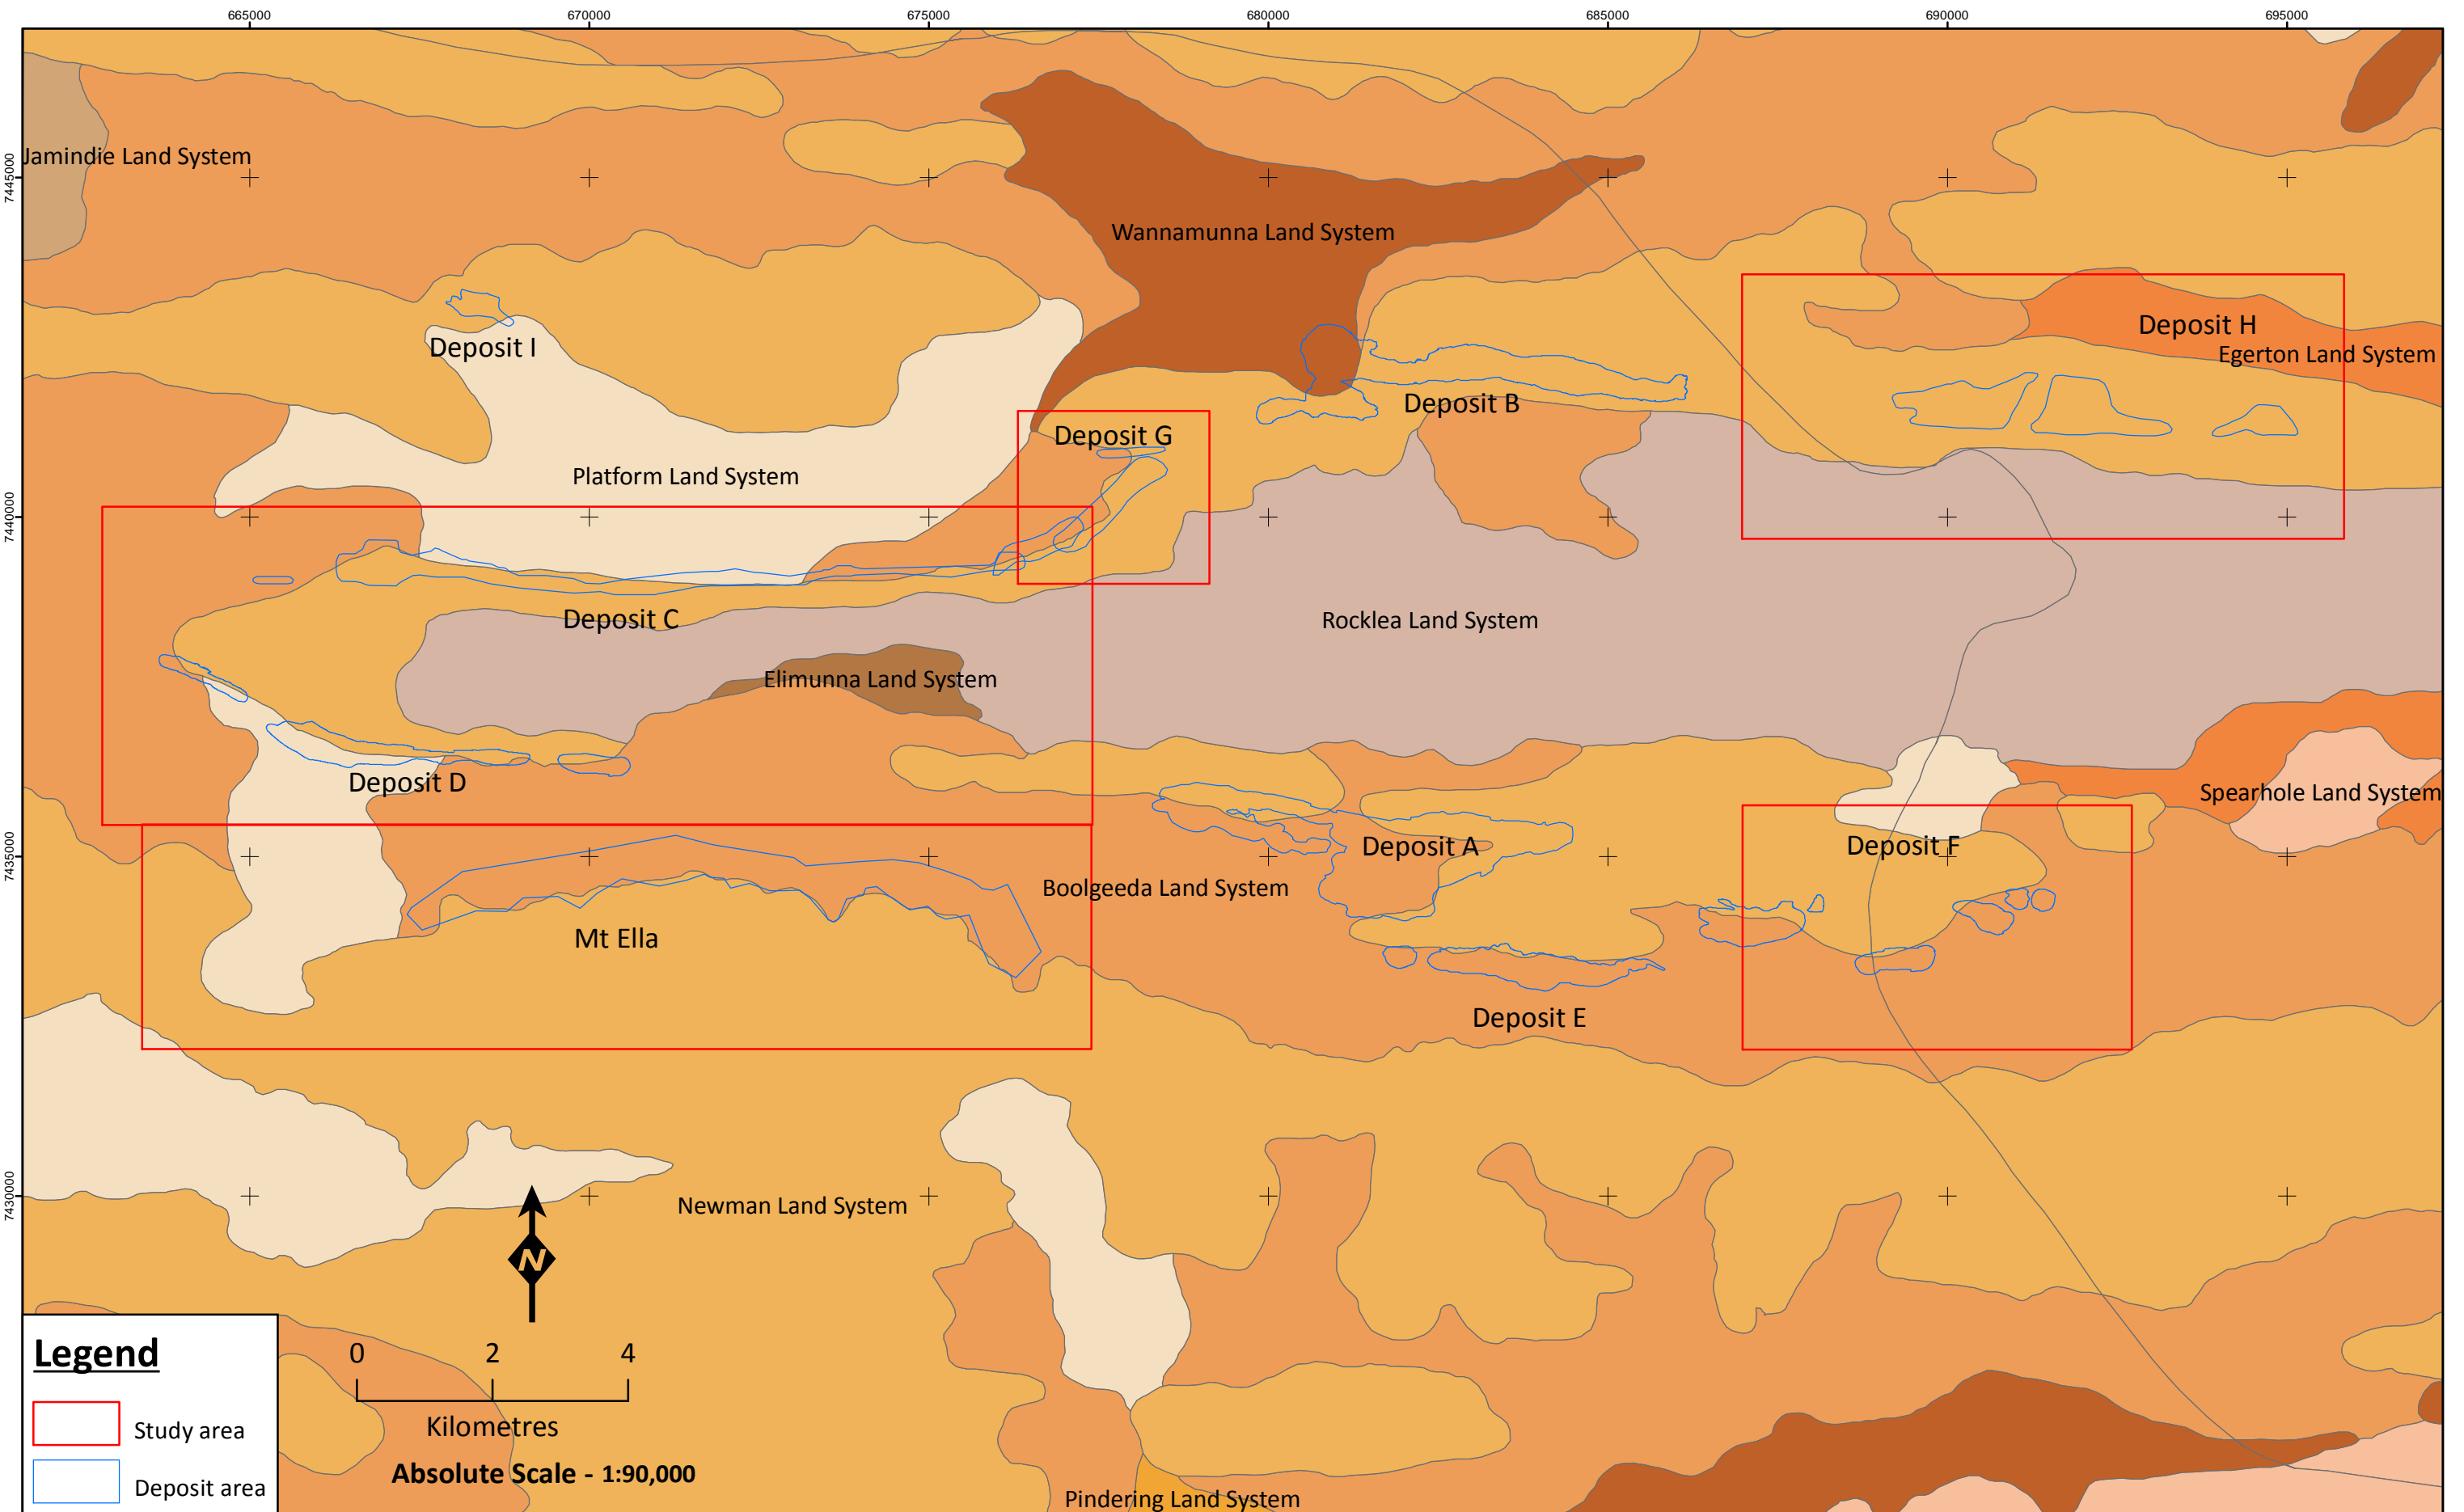 665000 670000 675000 680000 685000 690000 695000
7445000
7440000
7435000
7430000
Jamindie Land System
Wannamunna Land System
Deposit H
Deposit I
Egerton Land System
Deposit B
Deposit G
Platform Land System
Deposit C
Rocklea Land System
Elimunna Land System
Deposit D
Spearhole Land System
Deposit A
Deposit F
Boolgeeda Land System
Mt Ella
Deposit E
Newman Land System
N
Legend
Study area
Deposit area
0 2 4
Kilometres
Absolute Scale - 1:90,000
Pindering Land System